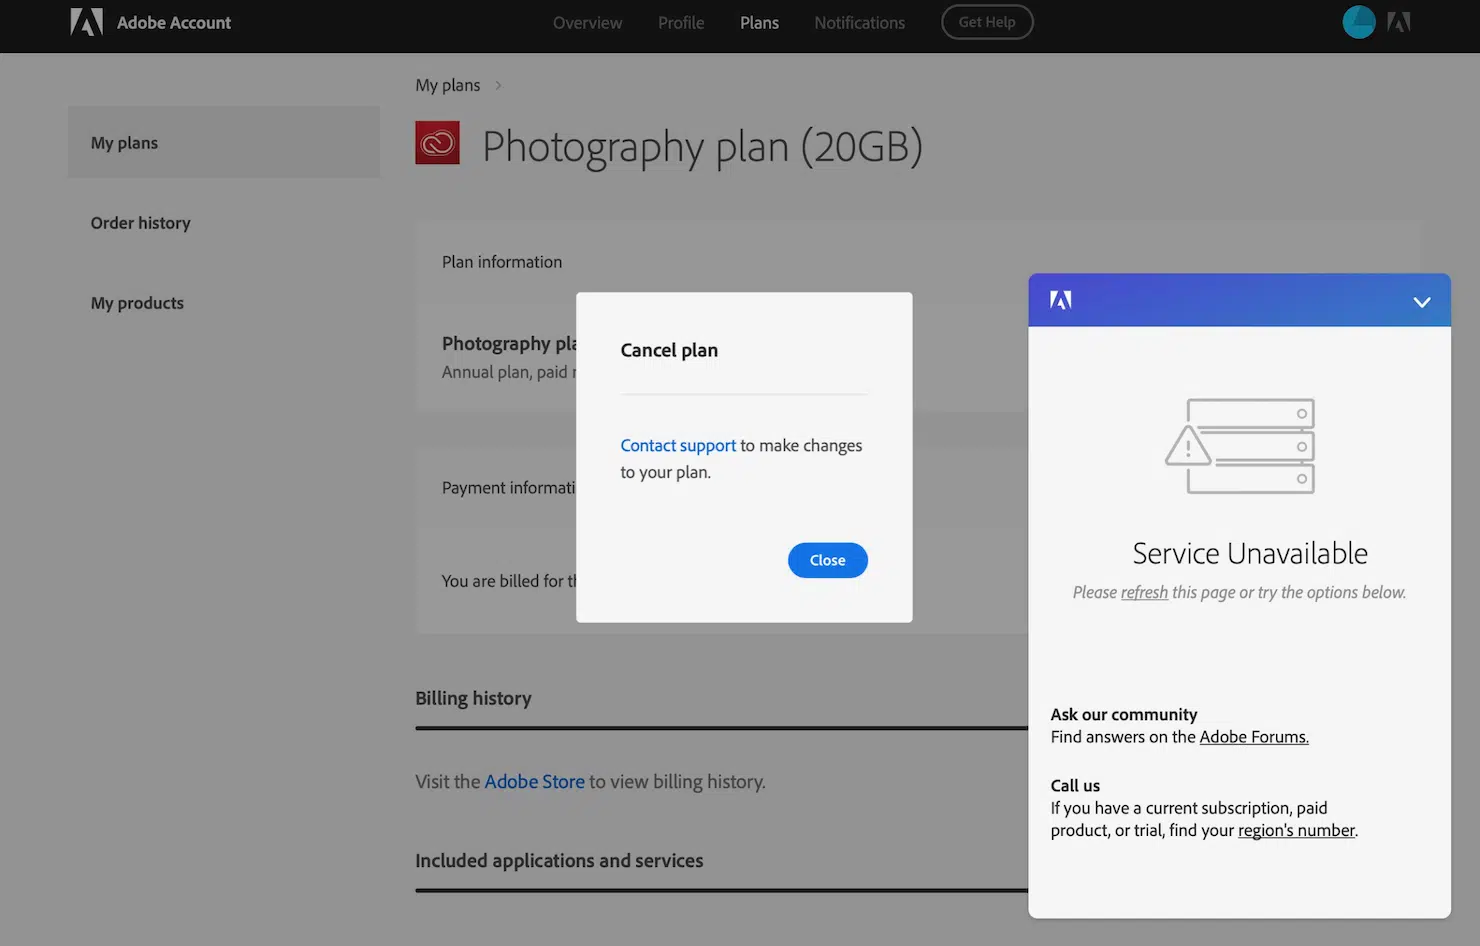 Adobe Account
Overview
Profile
Plans
Notifications
Get Help
My plans
My plans
Order history
My products
Photography plan (20GB)
Plan information
Photography pla
Annual plan, paid
Payment informati
You are billed for th
Cancel plan
Contact support to make changes
to your plan.
Close
Billing history
Visit the Adobe Store to view billing history.
Included applications and services
Service Unavailable
Please refresh this page or try the options below.
Ask our community
Find answers on the Adobe Forums.
Call us
If you have a current subscription, paid
product, or trial, find your region's number.